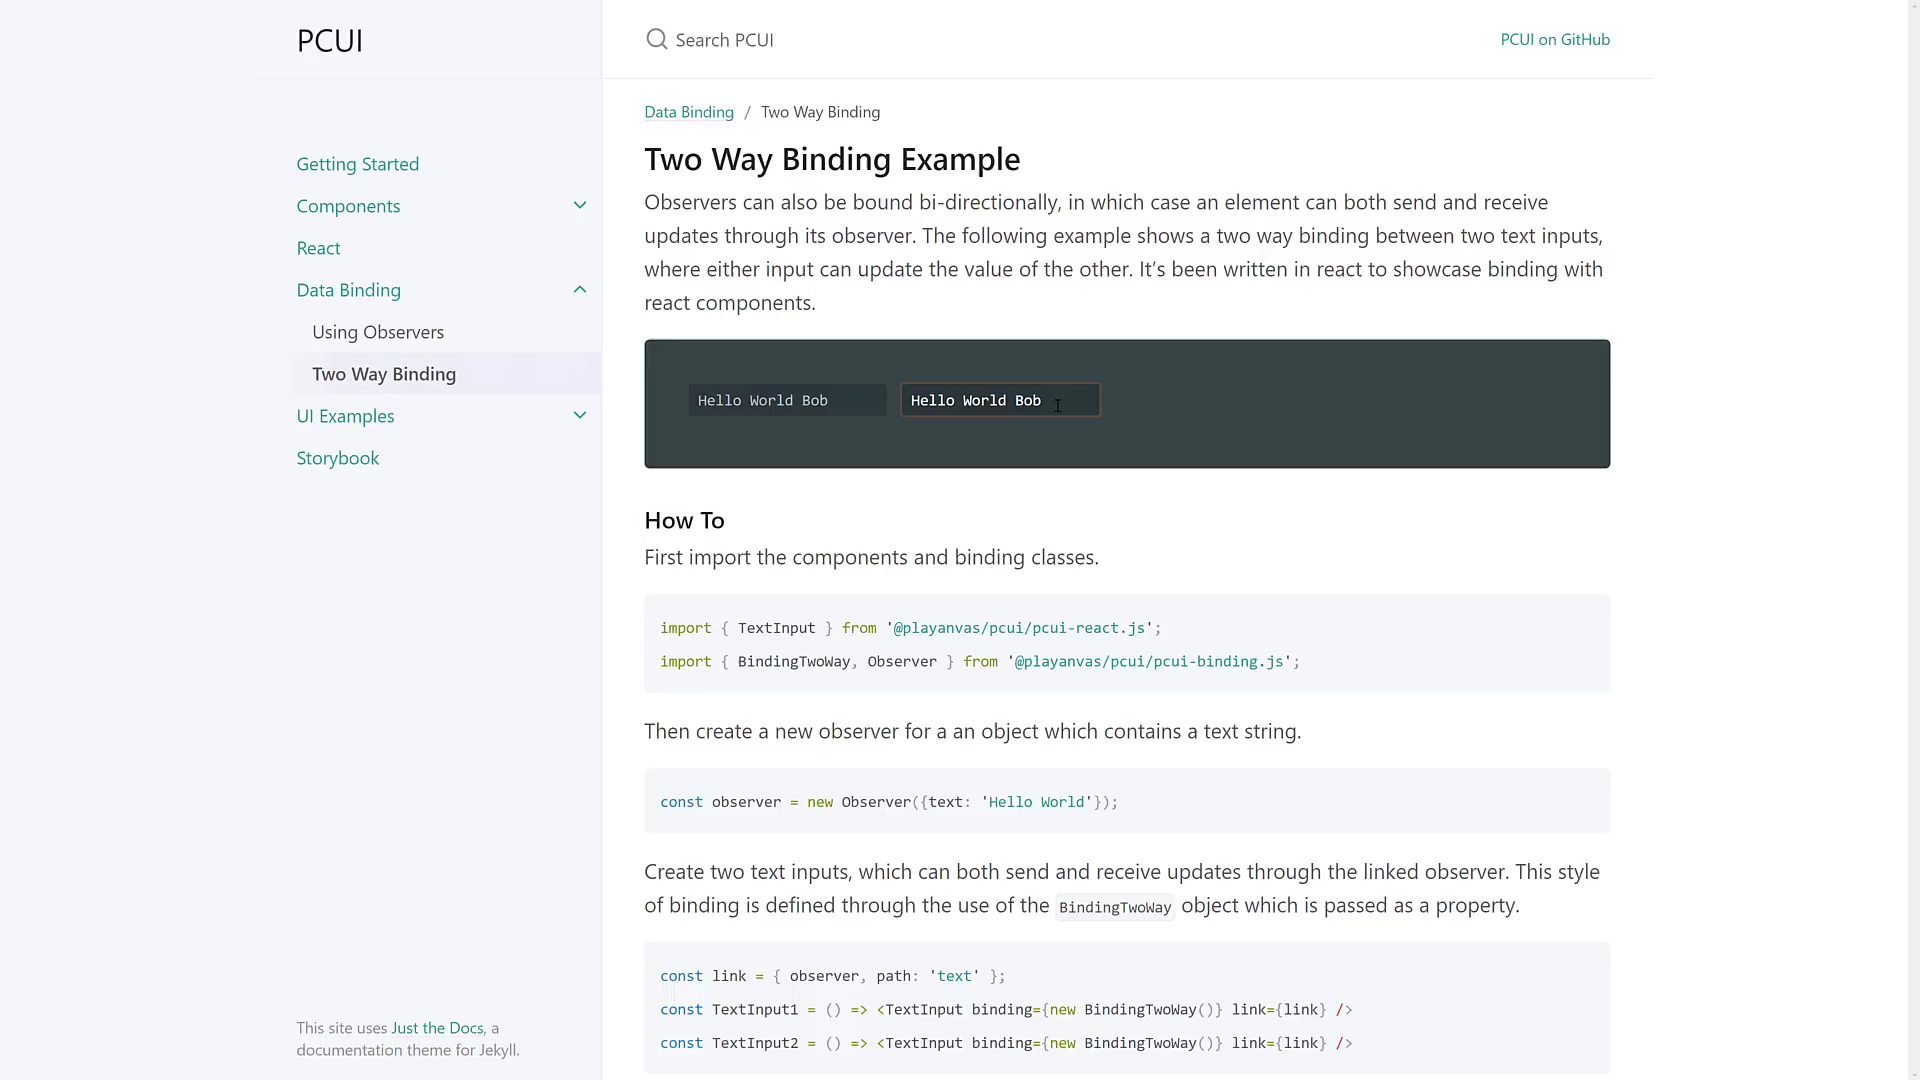 PCUI
Search PCUI
PCUI on GitHub
Getting Started
Components
React
Data Binding
Using Observers
Two Way Binding
UI Examples
Storybook
This site uses Just the Docs, a
documentation theme for Jekyll.
Data Binding / Two Way Binding
Two Way Binding Example
Observers can also be bound bi-directionally, in which case an element can both send and receive
updates through its observer. The following example shows a two way binding between two text inputs,
where either input can update the value of the other. It’s been written in react to showcase binding with
react components.
Hello World Bob
Hello World Bob
How To
First import the components and binding classes.
import { TextInput } from '@playanvas/pcui/pcui-react.js';
import { BindingTwoWay, Observer } from '@playanvas/pcui/pcui-binding.js';
Then create a new observer for a an object which contains a text string.
const observer = new Observer({text: 'Hello World'});
Create two text inputs, which can both send and receive updates through the linked observer. This style
of binding is defined through the use of the BindingTwoWay object which is passed as a property.
const link = { observer, path: 'text' };
const TextInput1 = () => <TextInput binding={new BindingTwoWay()} link={link} />
const TextInput2 = () => <TextInput binding={new BindingTwoWay()} link={link} />